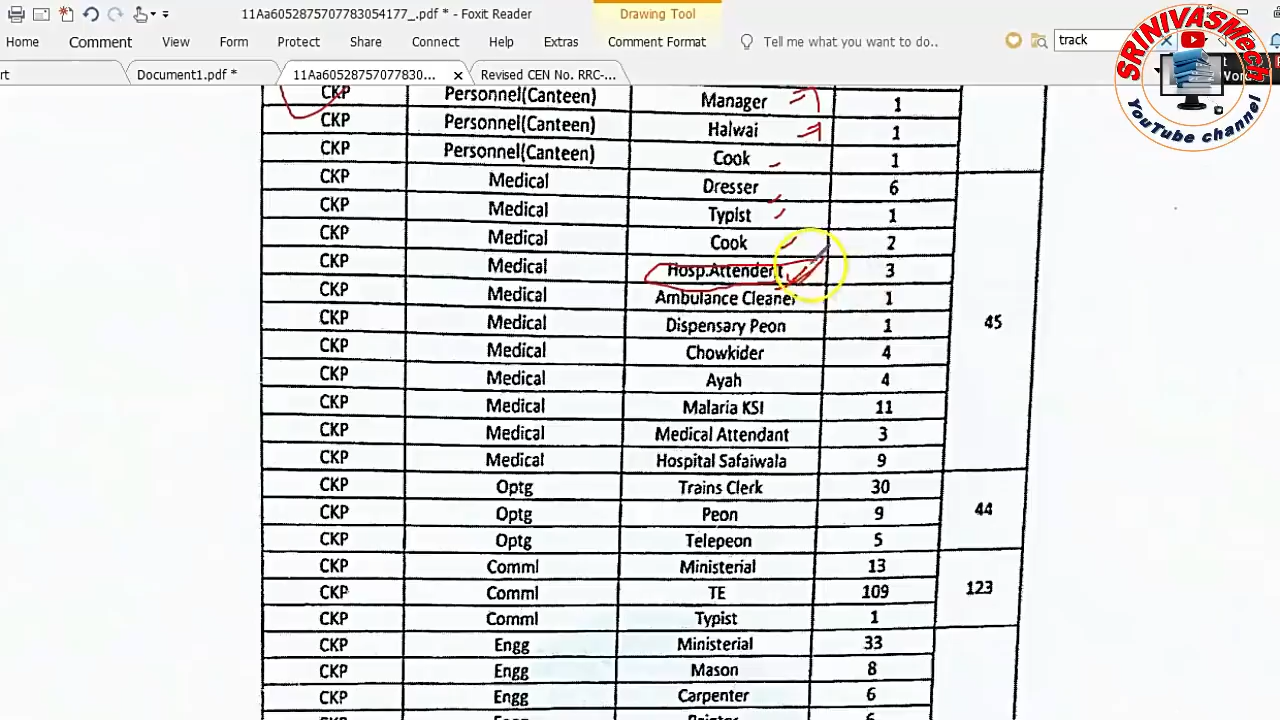 11Aa6052875707783054177_.pdf * - Foxit Reader
Drawing Tool
Home Comment View Form Protect Share Connect Help Extras Comment Format Tell me what you want to do.. track
rt Document1.pdf * 11Aa60528757077830... Revised CEN No. RRC-...
SRINIVASMech
YouTube channel
CKP Personnel(Canteen) Manager 1
CKP Personnel(Canteen) Halwai 1
CKP Personnel(Canteen) Cook 1
CKP Medical Dresser 6
CKP Medical Typist 1
CKP Medical Cook 2
CKP Medical Hosp.Attendent 3
CKP Medical Ambulance Cleaner 1
CKP Medical Dispensary Peon 1 45
CKP Medical Chowkider 4
CKP Medical Ayah 4
CKP Medical Malaria KSI 11
CKP Medical Medical Attendant 3
CKP Medical Hospital Safaiwala 9
CKP Optg Trains Clerk 30
CKP Optg Peon 9 44
CKP Optg Telepeon 5
CKP Comml Ministerial 13
CKP Comml TE 109 123
CKP Comml Typist 1
CKP Engg Ministerial 33
CKP Engg Mason 8
CKP Engg Carpenter 6